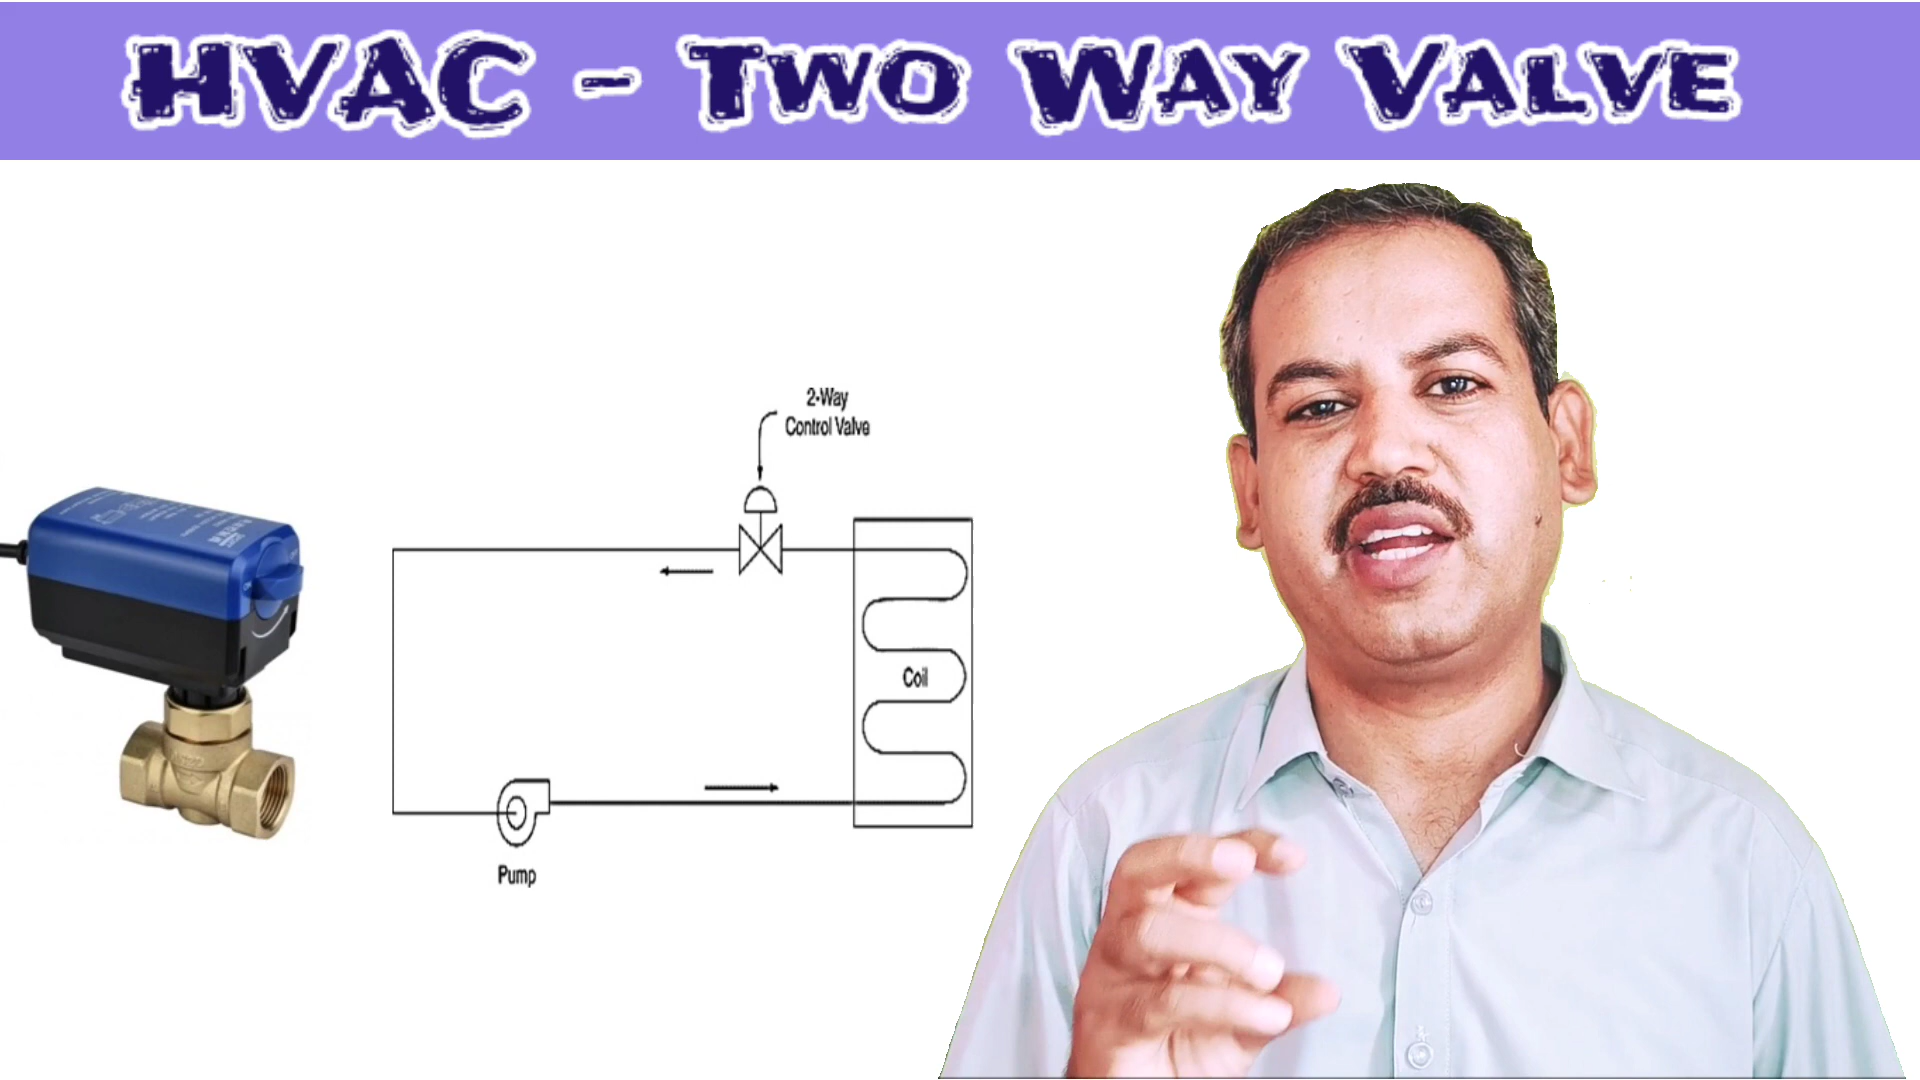 HVAC - Two Way Valve
2-Way
Control Valve
Coil
Pump